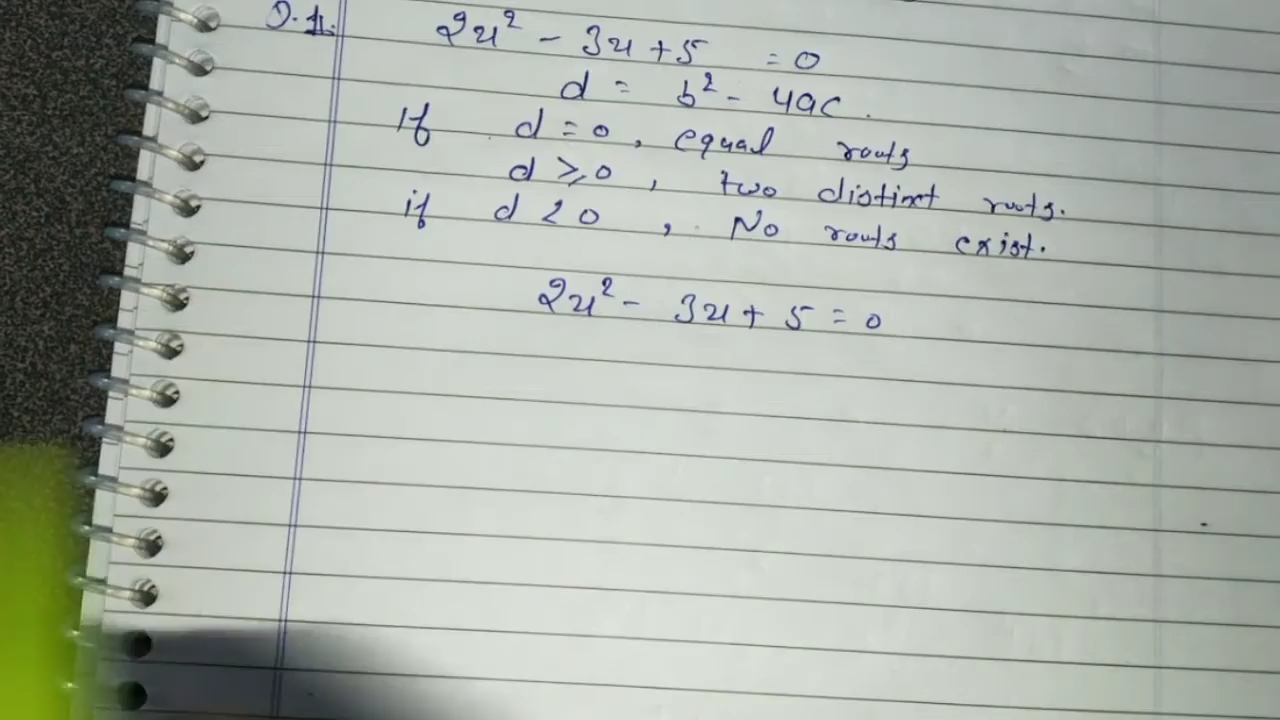 Q.1.
2x² - 3x + 5 = 0
d = b² - 4ac.
If d = 0, equal roots
d ≥ 0, two distinct roots.
if d < 0, No roots exist.
2x² - 3x + 5 = 0